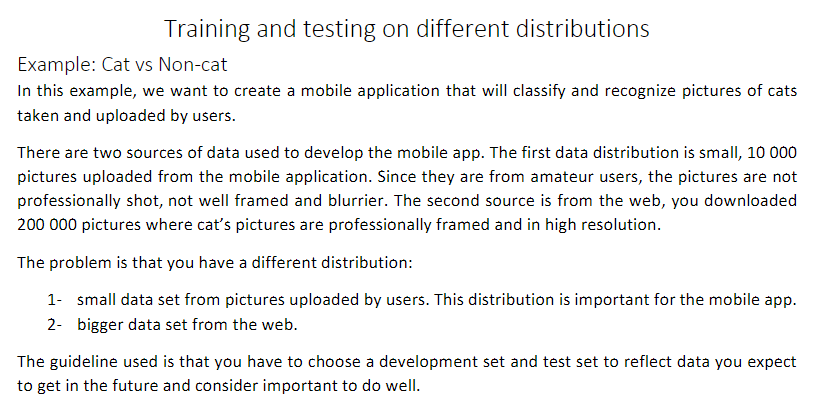 Training and testing on different distributions
Example: Cat vs Non-cat
In this example, we want to create a mobile application that will classify and recognize pictures of cats
taken and uploaded by users.
There are two sources of data used to develop the mobile app. The first data distribution is small, 10 000
pictures uploaded from the mobile application. Since they are from amateur users, the pictures are not
professionally shot, not well framed and blurrier. The second source is from the web, you downloaded
200 000 pictures where cat’s pictures are professionally framed and in high resolution.
The problem is that you have a different distribution:
1- small data set from pictures uploaded by users. This distribution is important for the mobile app.
2- bigger data set from the web.
The guideline used is that you have to choose a development set and test set to reflect data you expect
to get in the future and consider important to do well.